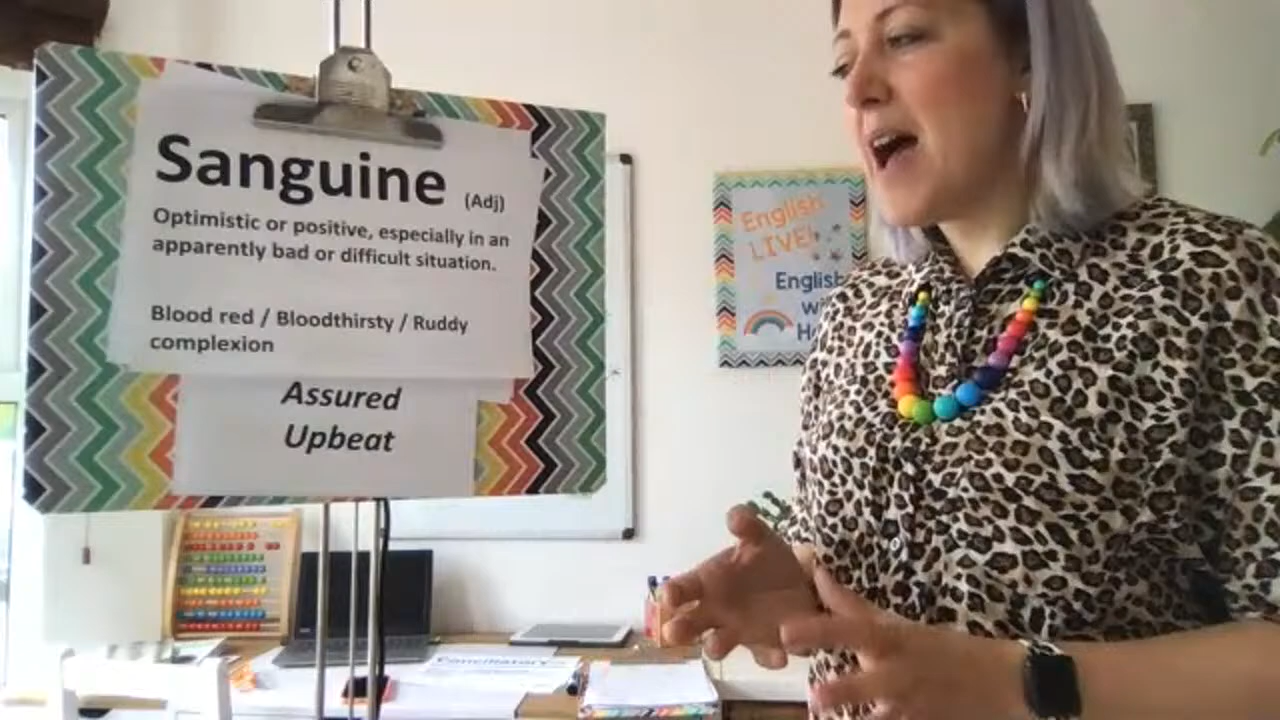 Sanguine (Adj)
Optimistic or positive, especially in an
apparently bad or difficult situation.
Blood red / Bloodthirsty / Ruddy
complexion
Assured
Upbeat
English
LIVE!
English
Conciliatory